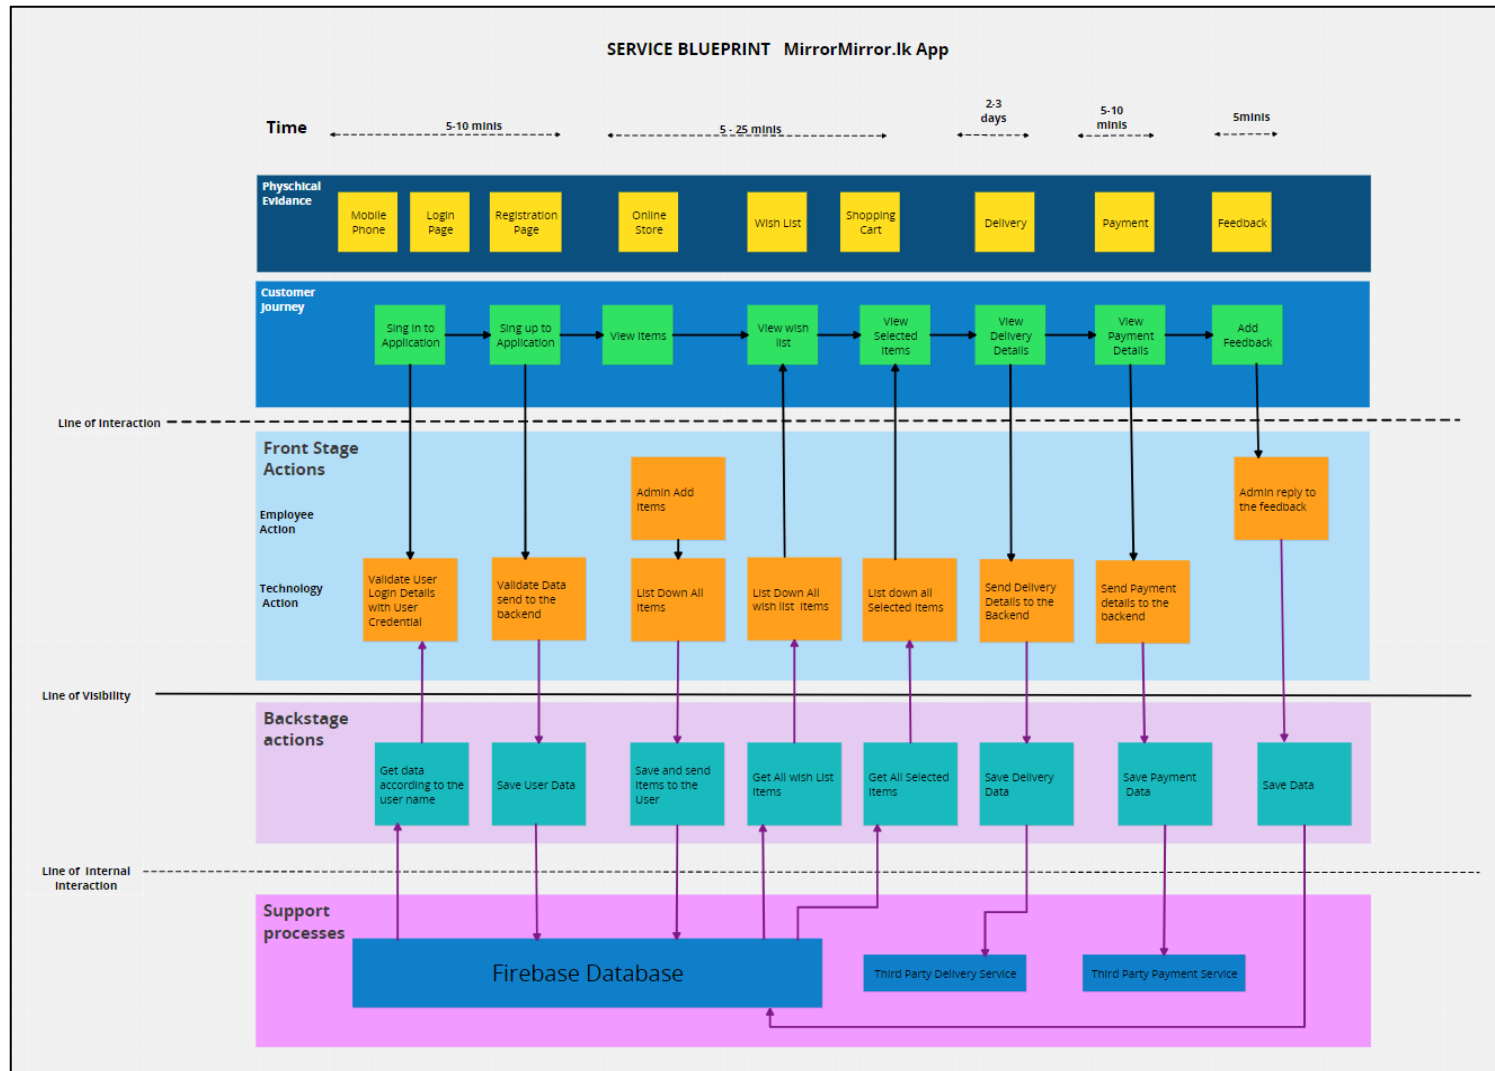 SERVICE BLUEPRINT MirrorMirror.lk App
Time
5-10 minis
5 - 25 minis
2-3
days
5-10
minis
5minis
Physchical
Evidence
Mobile
Phone
Login
Page
Registration
Page
Online
Store
Wish List
Shopping
Cart
Delivery
Payment
Feedback
Customer
Journey
Sing in to
Application
Sing up to
Application
View Items
View wish
list
View
Selected
Items
View
Delivery
Details
View
Payment
Details
Add
Feedback
Line of Interaction
Front Stage
Actions
Employee
Action
Admin Add
Items
Admin reply to
the feedback
Technology
Action
Validate User
Login Details
with User
Credential
Validate Data
send to the
backend
List Down All
Items
List Down All
wish list Items
List down all
Selected Items
Send Delivery
Details to the
Backend
Send Payment
details to the
backend
Line of Visibility
Backstage
actions
Get data
according to the
user name
Save User Data
Save and send
Items to the
User
Get All wish List
Items
Get All Selected
Items
Save Delivery
Data
Save Payment
Data
Save Data
Line of Internal
Interaction
Support
processes
Firebase Database
Third Party Delivery Service
Third Party Payment Service